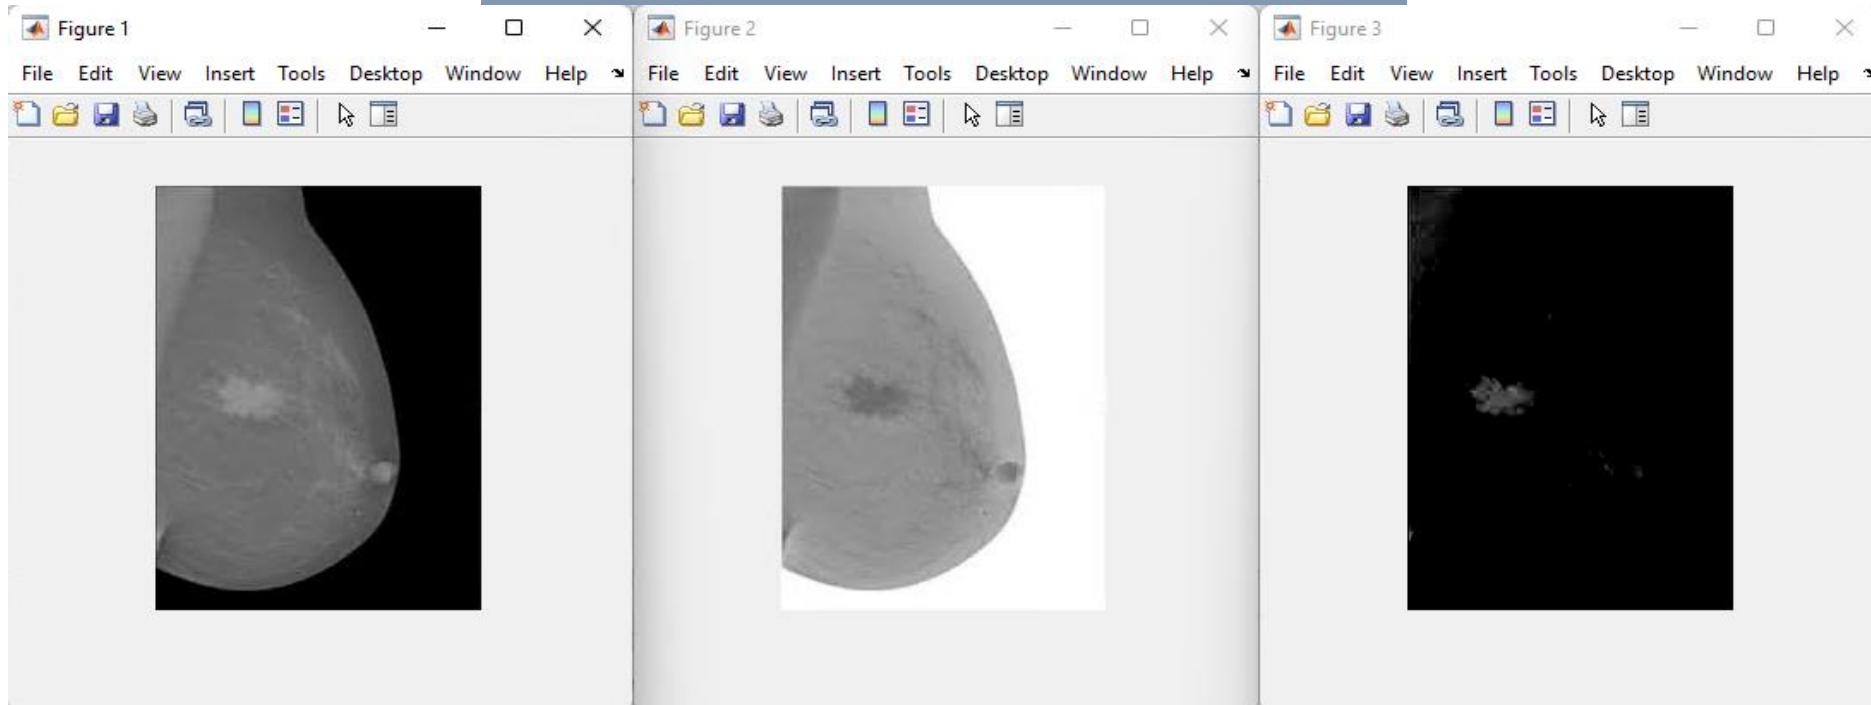 Figure 1
File Edit View Insert Tools Desktop Window Help
Figure 2
File Edit View Insert Tools Desktop Window Help
Figure 3
File Edit View Insert Tools Desktop Window Help